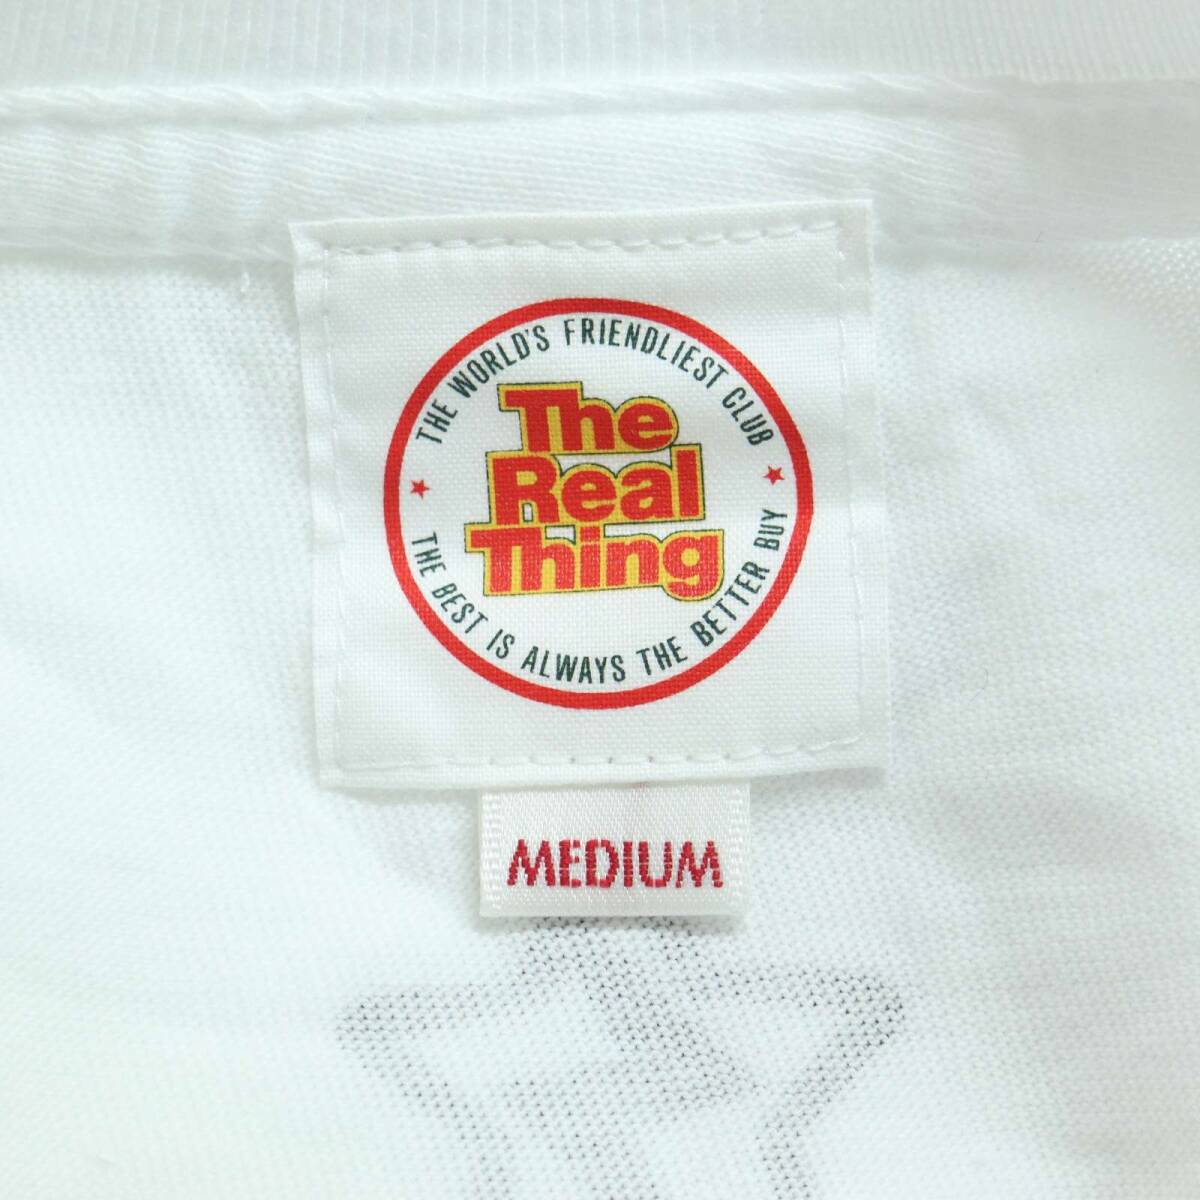 THE WORLD'S FRIENDLIEST CLUB
The
Real
Thing
THE BEST IS ALWAYS THE BETTER BUY
MEDIUM